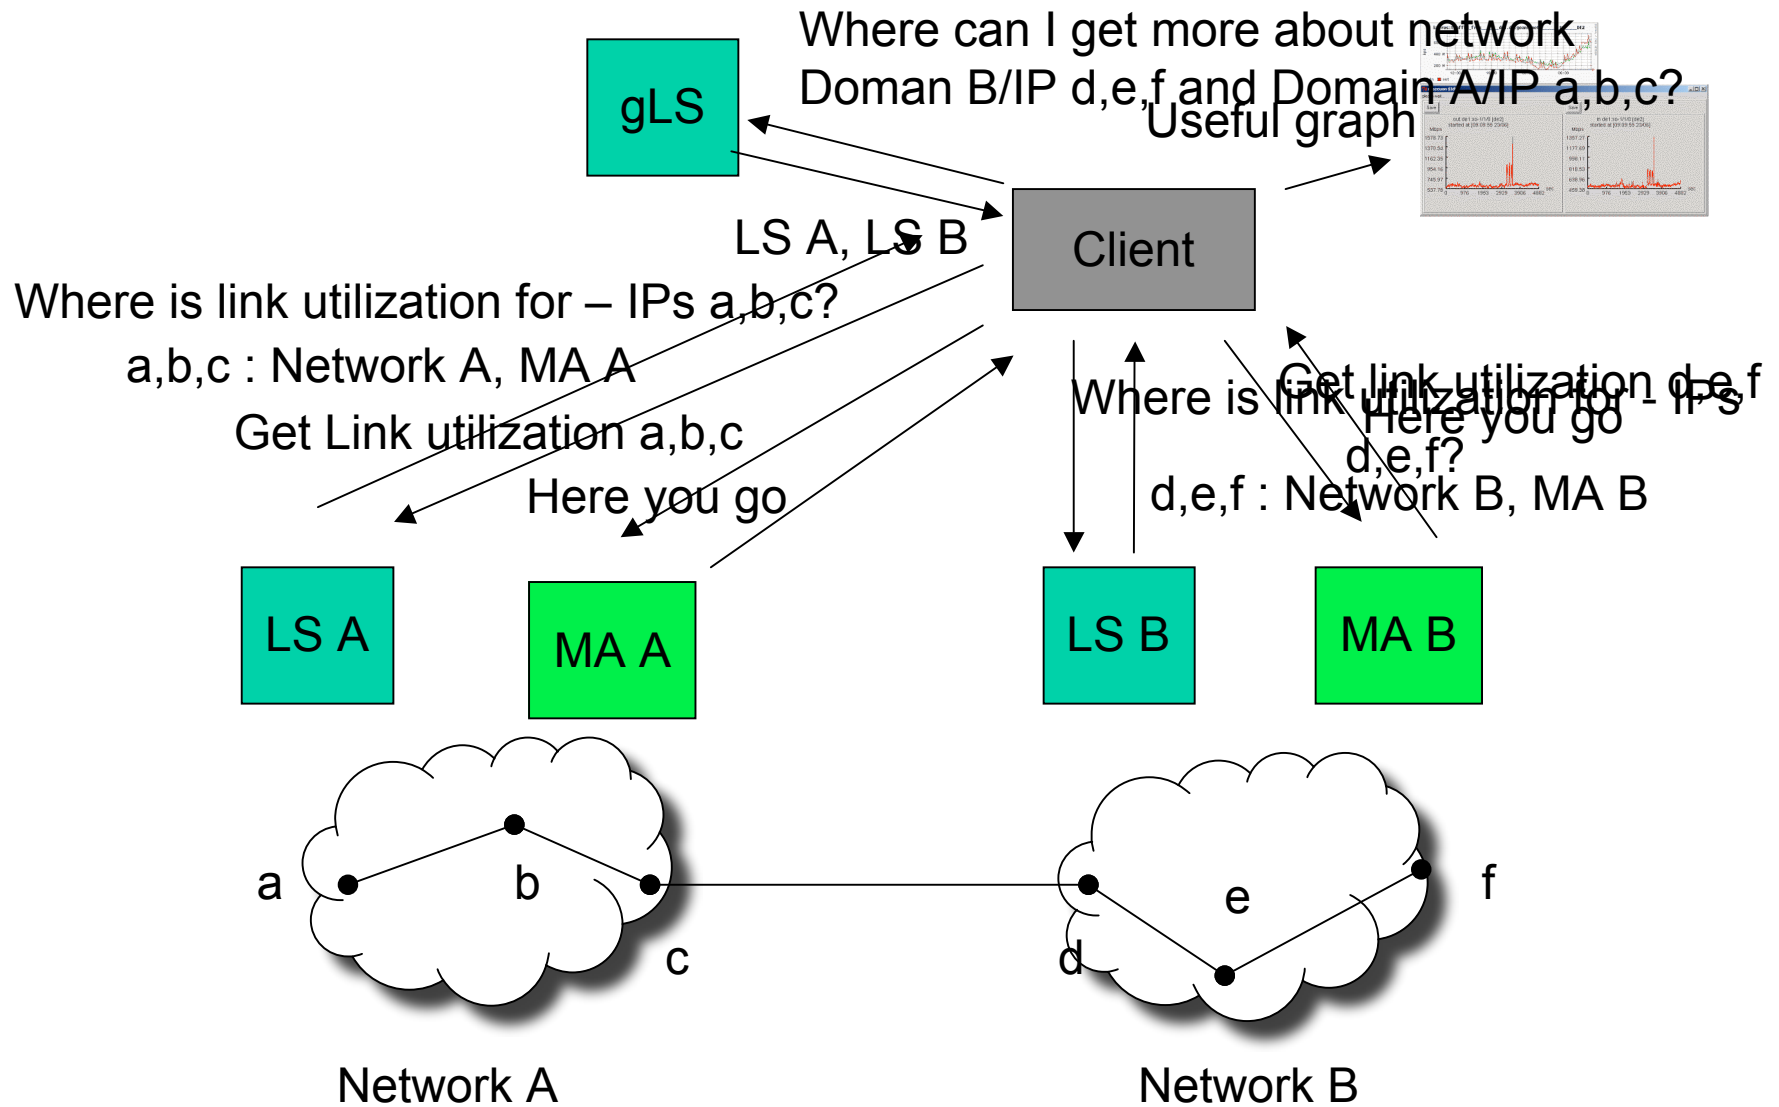 Where can I get more about network
Doman B/IP d,e,f and Domain A/IP a,b,c?
gLS
Useful graph
LS A, LS B
Client
Where is link utilization for – IPs a,b,c?
a,b,c : Network A, MA A
Get Link utilization a,b,c
Here you go
Get link utilization d,e,f
Where is link utilization for - IPs
d,e,f?
Here you go
d,e,f : Network B, MA B
LS A
MA A
LS B
MA B
a
b
c
d
e
f
Network A
Network B